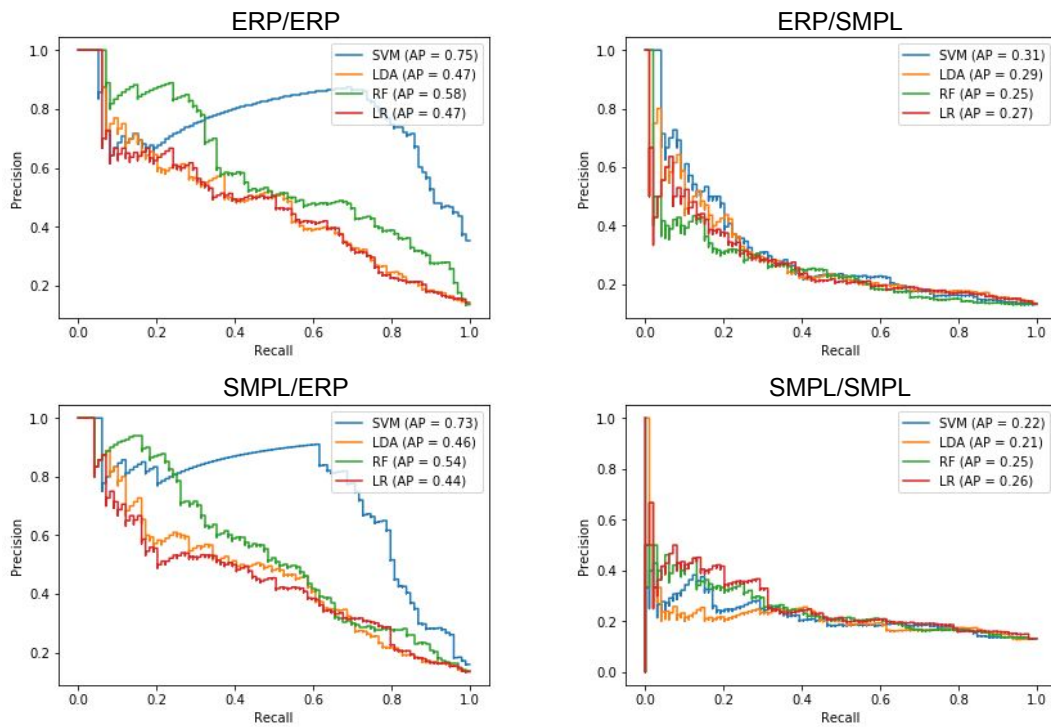 ERP/ERP
1.0
0.8
0.6
0.4
0.2
Precision
0.0
0.2
0.4
0.6
0.8
1.0
Recall
SVM (AP = 0.75)
LDA (AP = 0.47)
RF (AP = 0.58)
LR (AP = 0.47)
ERP/SMPL
1.0
0.8
0.6
0.4
0.2
Precision
0.0
0.2
0.4
0.6
0.8
1.0
Recall
SVM (AP = 0.31)
LDA (AP = 0.29)
RF (AP = 0.25)
LR (AP = 0.27)
SMPL/ERP
1.0
0.8
0.6
0.4
0.2
Precision
0.0
0.2
0.4
0.6
0.8
1.0
Recall
SVM (AP = 0.73)
LDA (AP = 0.46)
RF (AP = 0.54)
LR (AP = 0.44)
SMPL/SMPL
1.0
0.8
0.6
0.4
0.2
0.0
Precision
0.0
0.2
0.4
0.6
0.8
1.0
Recall
SVM (AP = 0.22)
LDA (AP = 0.21)
RF (AP = 0.25)
LR (AP = 0.26)